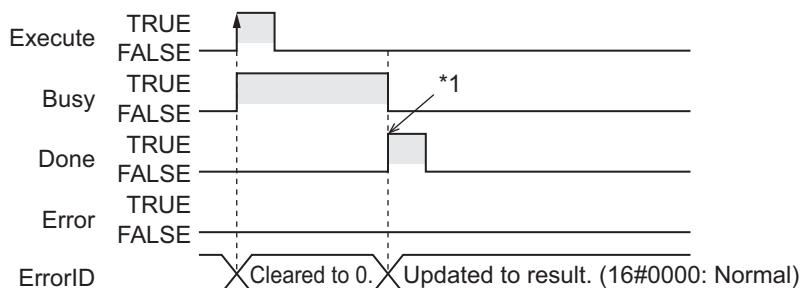 Execute TRUE
FALSE
Busy TRUE
FALSE
*1
Done TRUE
FALSE
Error TRUE
FALSE
ErrorID Cleared to 0. Updated to result. (16#0000: Normal)